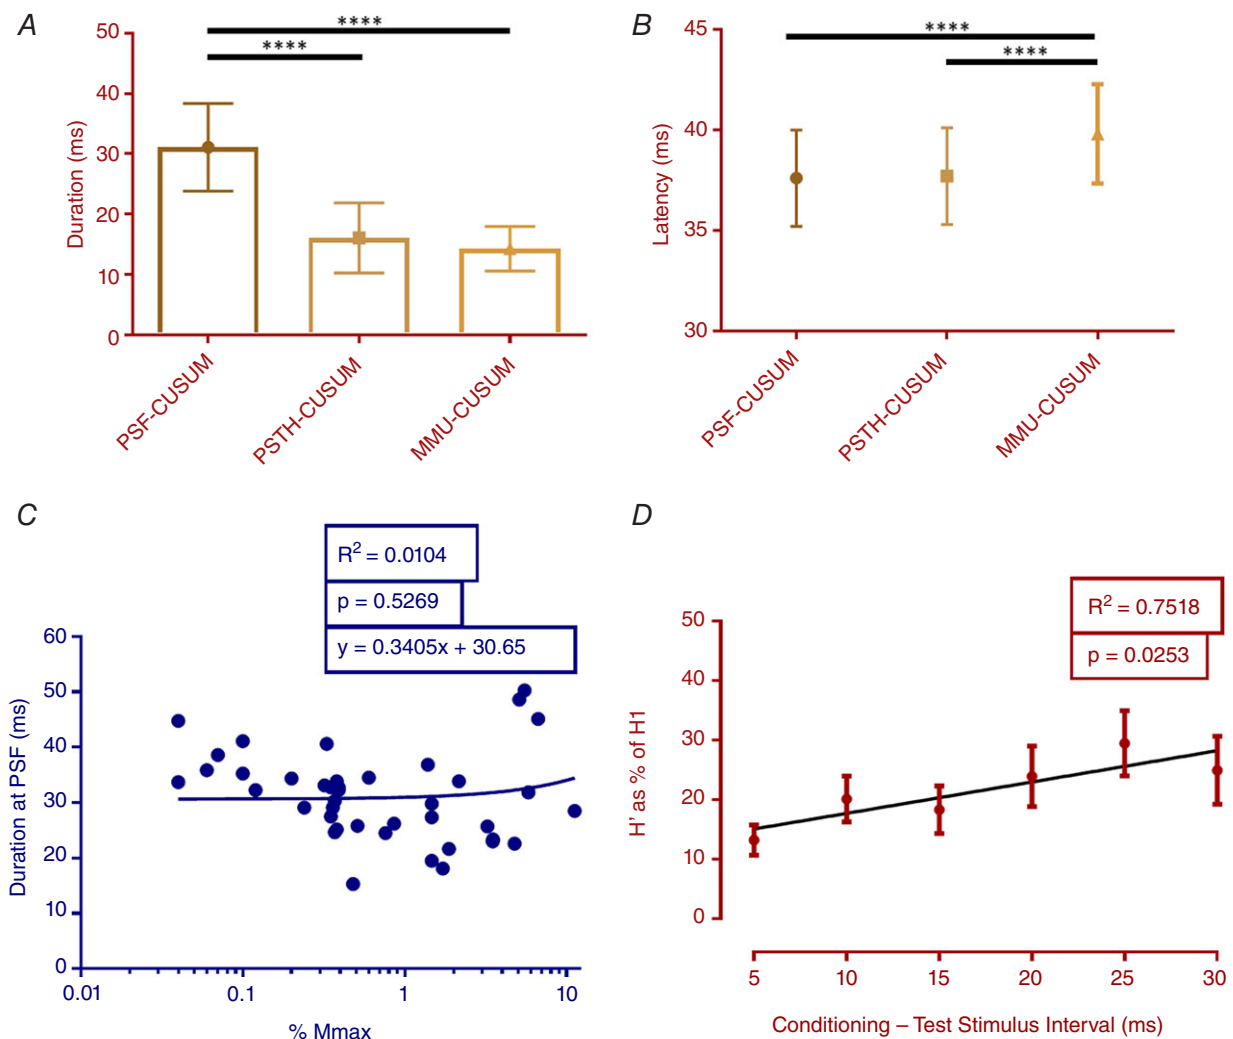 A
****
****
50
40
30
20
10
0
Duration (ms)
PSF-CUSUM
PSTH-CUSUM
MMU-CUSUM
B
****
****
45
40
35
30
Latency (ms)
PSF-CUSUM
PSTH-CUSUM
MMU-CUSUM
C
R² = 0.0104
p = 0.5269
y = 0.3405x + 30.65
60
50
40
30
20
10
0
Duration at PSF (ms)
0.01 0.1 1 10
% Mmax
D
R² = 0.7518
p = 0.0253
50
40
30
20
10
0
H' as % of H1
5 10 15 20 25 30
Conditioning – Test Stimulus Interval (ms)